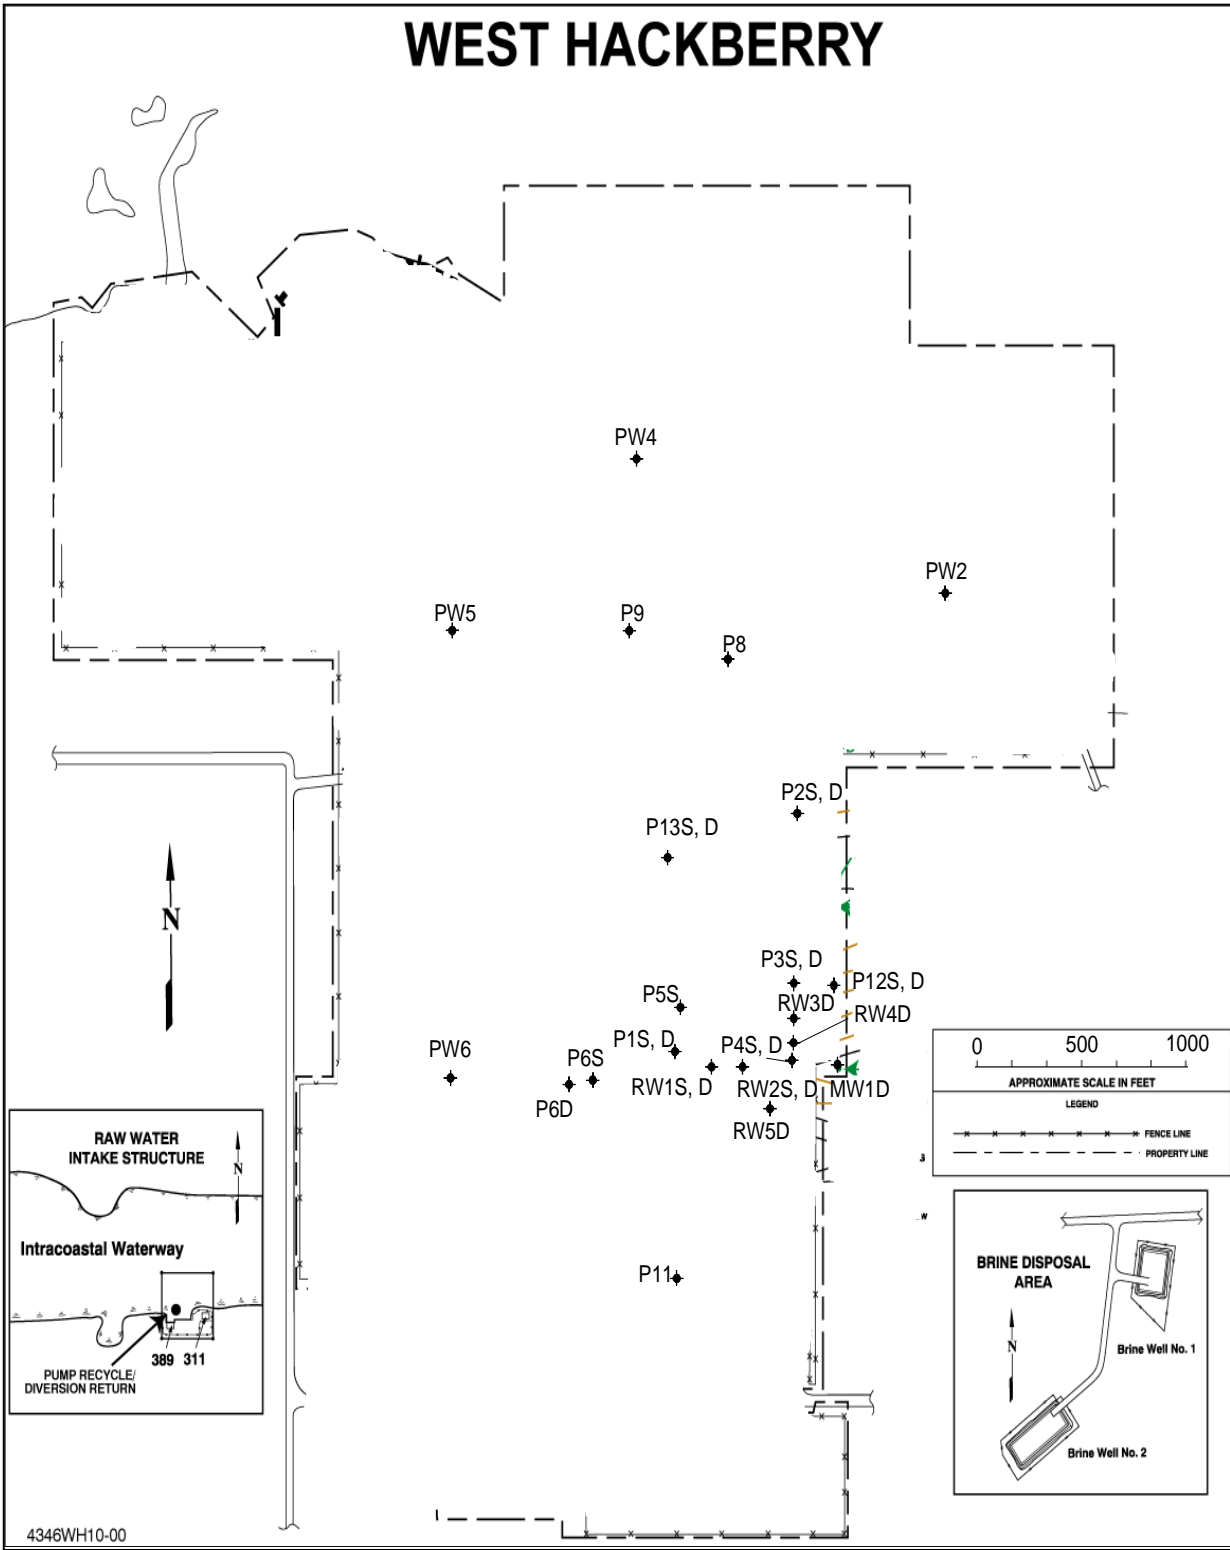 WEST HACKBERRY
PW4
PW2
PW5
P9
P8
P2S, D
P13S, D
N
P3S, D
P12S, D
P5S
RW3D
RW4D
P1S, D
P4S, D
PW6
P6S
RW1S, D
RW2S, D
MW1D
P6D
RW5D
P11
0 500 1000
APPROXIMATE SCALE IN FEET
LEGEND
FENCE LINE
PROPERTY LINE
RAW WATER
INTAKE STRUCTURE
N
Intracoastal Waterway
389 311
PUMP RECYCLE/
DIVERSION RETURN
BRINE DISPOSAL
AREA
N
Brine Well No. 1
Brine Well No. 2
4346WH10-00